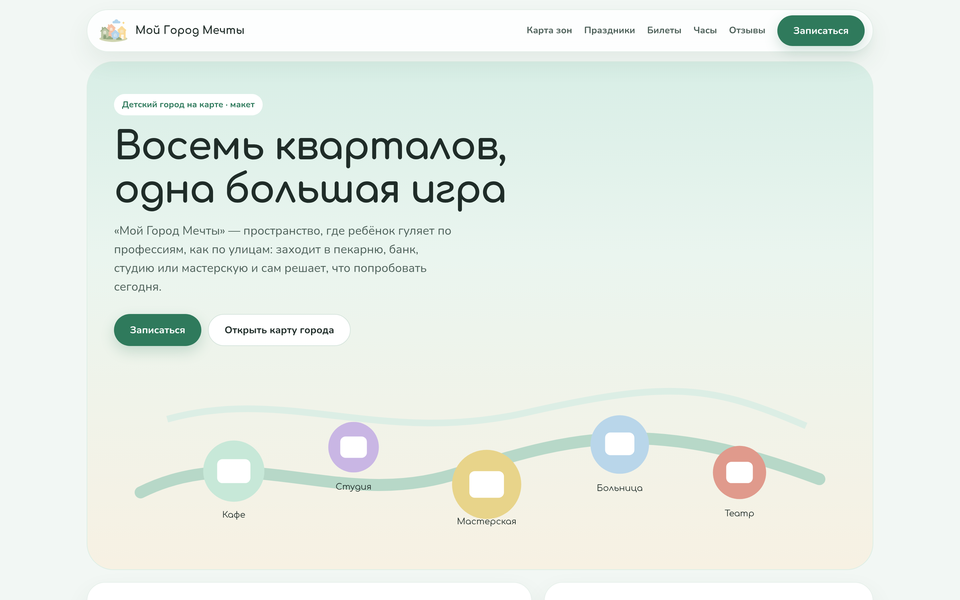 Мой Город Мечты
Карта зон
Праздники
Билеты
Часы
Отзывы
Записаться
Детский город на карте · макет
Восемь кварталов,
одна большая игра
«Мой Город Мечты» — пространство, где ребёнок гуляет по
профессиям, как по улицам: заходит в пекарню, банк,
студию или мастерскую и сам решает, что попробовать
сегодня.
Записаться
Открыть карту города
Кафе
Студия
Мастерская
Больница
Театр